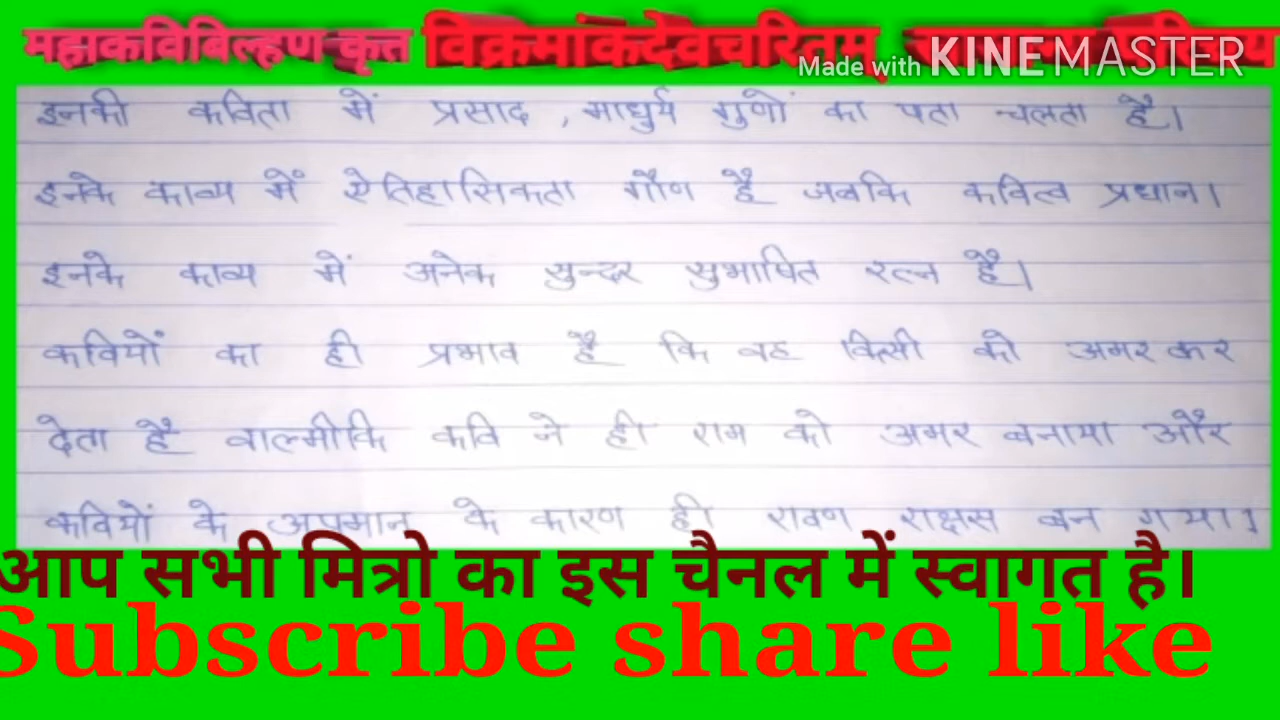 महाकविबिल्हण-कृत विक्रमांकदेवचरितम्
Made with KINEMASTER
इनकी कविता में प्रसाद , माधुर्य गुणों का पता चलता है।
इनके काव्य में ऐतिहासिकता गौण है जबकि कवित्व प्रधान।
इनके काव्य में अनेक सुन्दर सुभाषित रत्न है।
कवियों का ही प्रभाव है कि वह किसी को अमर कर
देता है वाल्मीकि कवि ने ही राम को अमर बनाया और
कवियों के अपमान के कारण ही रावण राक्षस बन गया।
आप सभी मित्रो का इस चैनल में स्वागत है।
Subscribe share like